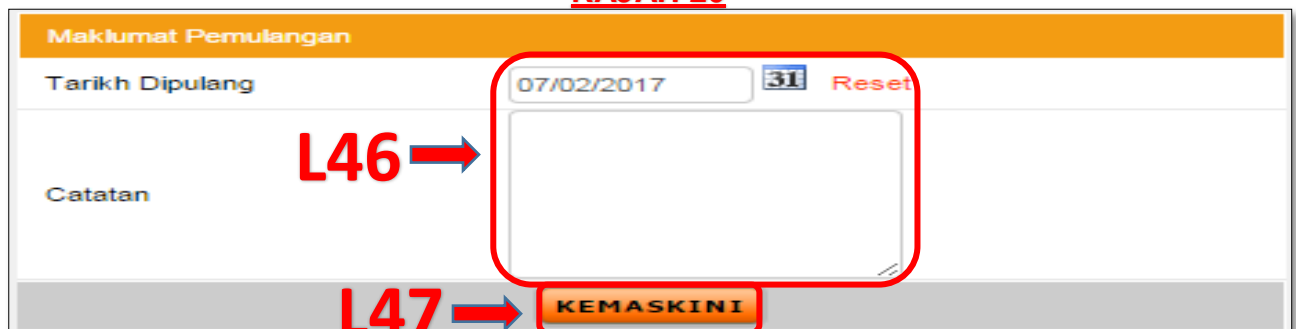 Maklumat Pemulangan
Tarikh Dipulang 07/02/2017 31 Reset
L46
Catatan
L47 KEMASKINI